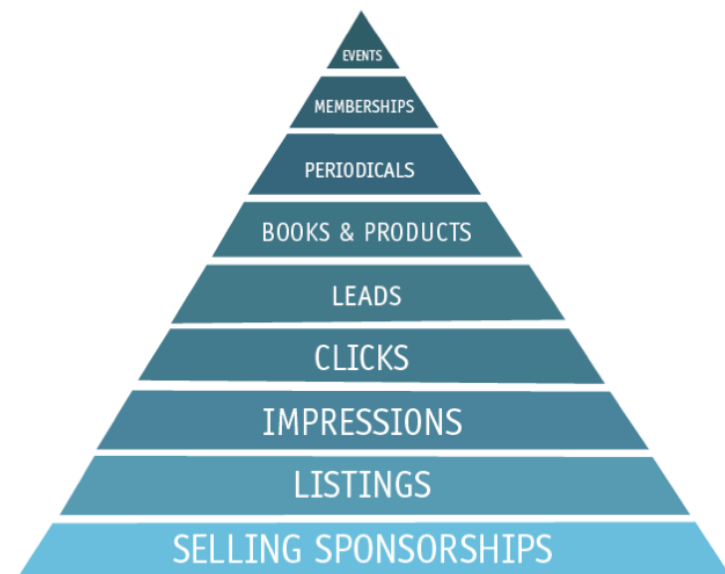 EVENTS
MEMBERSHIPS
PERIODICALS
BOOKS & PRODUCTS
LEADS
CLICKS
IMPRESSIONS
LISTINGS
SELLING SPONSORSHIPS